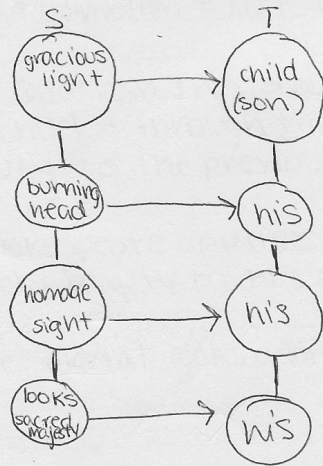 S T
gracious
light
child
(son)
burning
head
his
homage
sight
his
looks
sacred
majesty
his